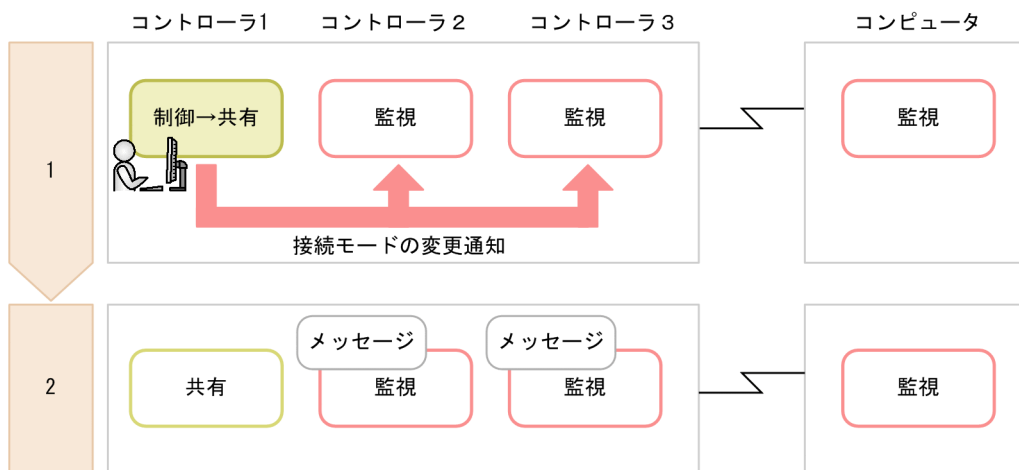 コントローラ1
コントローラ2
コントローラ3
コンピュータ
1
制御→共有
監視
監視
監視
接続モードの変更通知
2
メッセージ
メッセージ
共有
監視
監視
監視